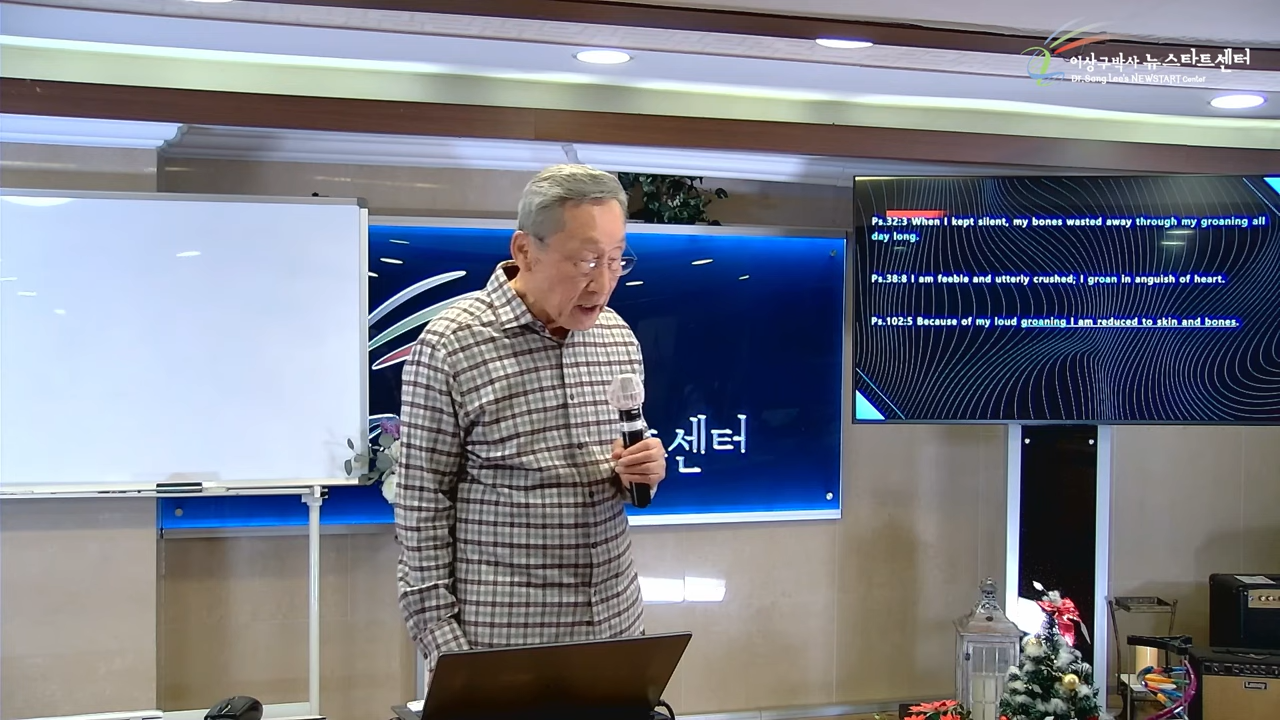 이상구박사 뉴스타트센터
Dr. Sang Lee's NEWSTART Center
Ps.32:3 When I kept silent, my bones wasted away through my groaning all
day long.
Ps.38:8 I am feeble and utterly crushed; I groan in anguish of heart.
Ps.102:5 Because of my loud groaning I am reduced to skin and bones.
센터
Laney